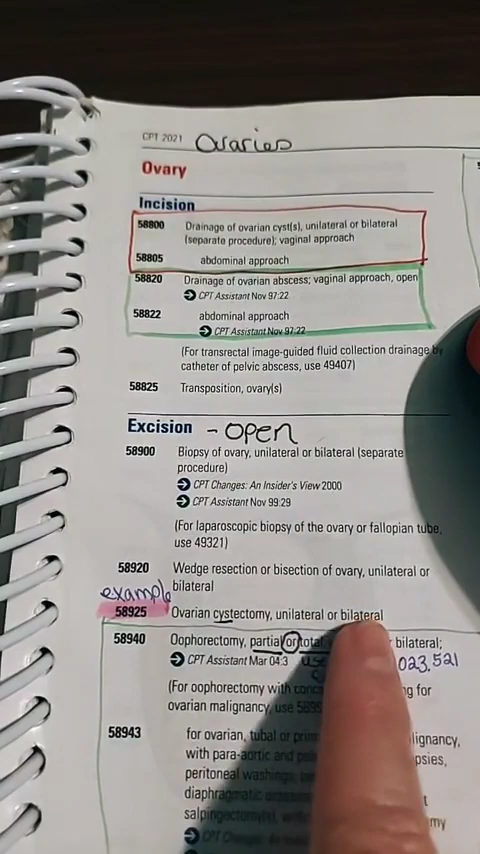 CPT 2021 Ovaries
Ovary
Incision
58800 Drainage of ovarian cyst(s), unilateral or bilateral
(separate procedure); vaginal approach
58805 abdominal approach
58820 Drainage of ovarian abscess; vaginal approach, open
CPT Assistant Nov 97:22
58822 abdominal approach
CPT Assistant Nov 97:22
(For transrectal image-guided fluid collection drainage by
catheter of pelvic abscess, use 49407)
58825 Transposition, ovary(s)
Excision - OPEN
58900 Biopsy of ovary, unilateral or bilateral (separate
procedure)
CPT Changes: An Insider's View 2000
CPT Assistant Nov 99:29
(For laparoscopic biopsy of the ovary or fallopian tube,
use 49321)
58920 Wedge resection or bisection of ovary, unilateral or
bilateral
example
58925 Ovarian cystectomy, unilateral or bilateral
58940 Oophorectomy, partial or total, bilateral;
CPT Assistant Mar 04:3 023.521
(For oophorectomy with for
ovarian malignancy, use
58943 for ovarian, tubal or
with para-aortic and
peritoneal washings,
diaphragmatic